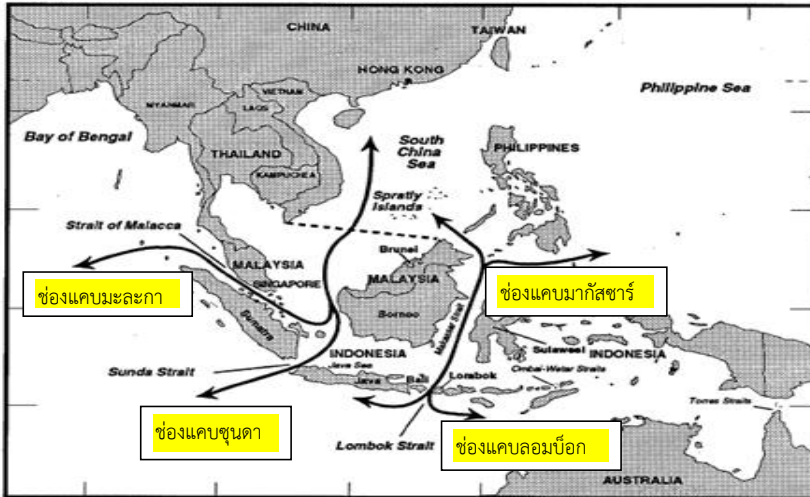 CHINA
TAIWAN
HONG KONG
Philippine Sea
MYANMAR
VIETNAM
LAOS
Bay of Bengal
South
China
Sea
PHILIPPINES
THAILAND
KAMPUCHEA
Spratly
Islands
Strait of Malacca
Brunei
MALAYSIA
MALAYSIA
SINGAPORE
ช่องแคบมะละกา
ช่องแคบมากัสซาร์
Borneo
Sumatra
Makassar Strait
INDONESIA
Java Sea
Sulawesi
INDONESIA
Sunda Strait
Java
Bali
Lombok
Ombai-Wetar Straits
Torres Straits
ช่องแคบซุนดา
Lombok Strait
ช่องแคบลอมบ็อก
AUSTRALIA